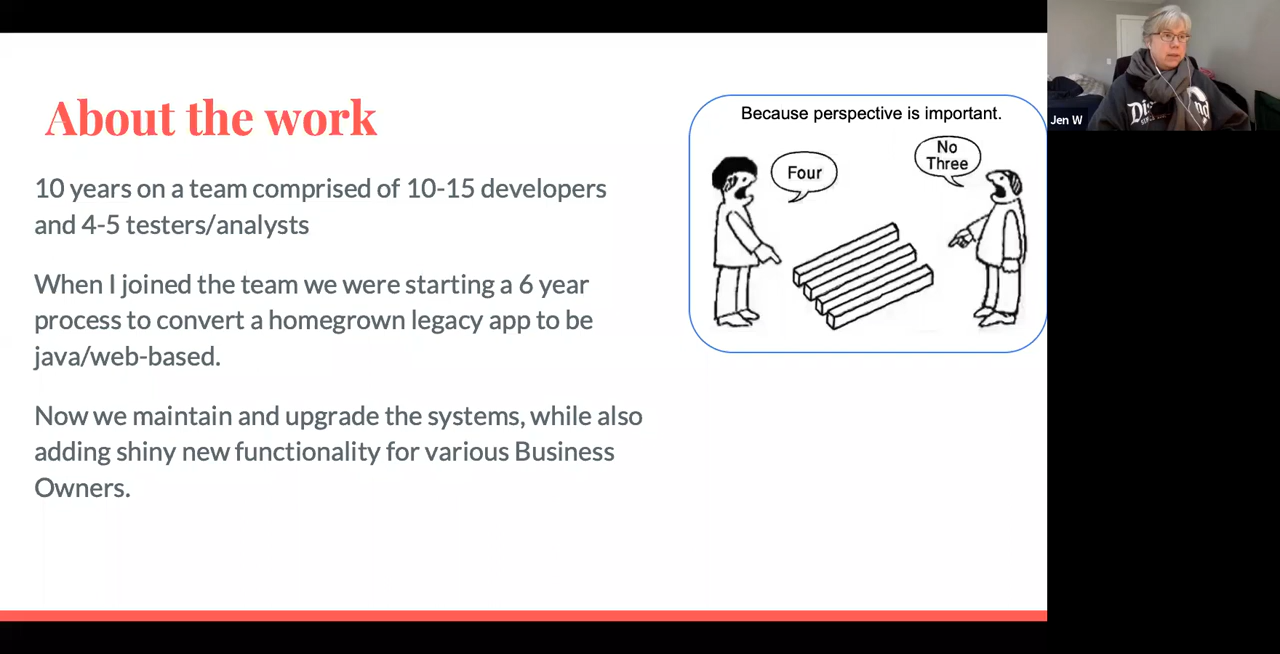 About the work
10 years on a team comprised of 10-15 developers
and 4-5 testers/analysts
When I joined the team we were starting a 6 year
process to convert a homegrown legacy app to be
java/web-based.
Now we maintain and upgrade the systems, while also
adding shiny new functionality for various Business
Owners.
Because perspective is important.
Four
No
Three
Jen W